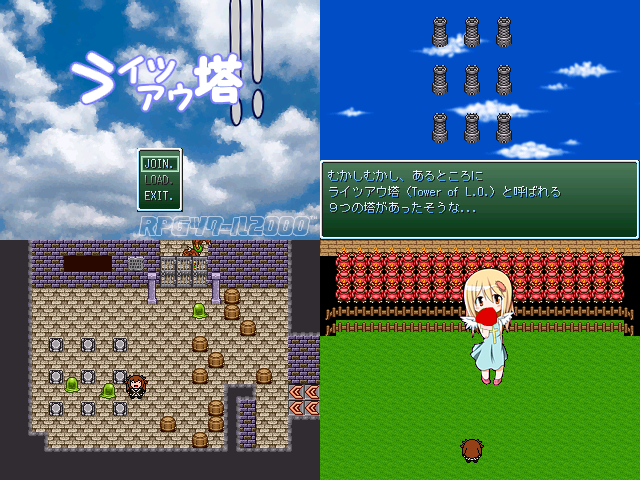 ライツ
アウ塔!!
JOIN.
LOAD.
EXIT.
RPGツクール2000
むかしむかし、あるところに
ライツアウ塔（Tower of L.O.）と呼ばれる
９つの塔があったそうな...